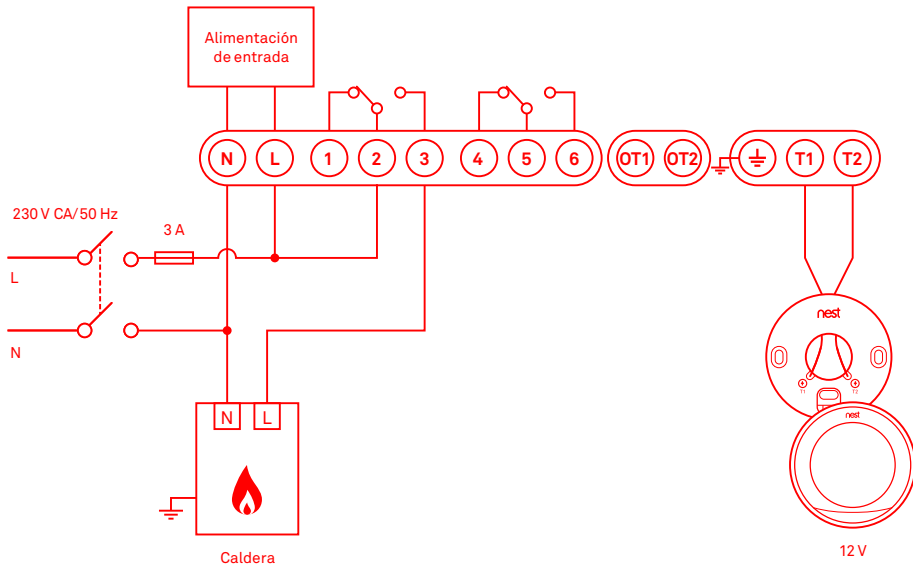 Alimentación
de entrada
N L 1 2 3 4 5 6 OT1 OT2 T1 T2
230 V CA/50 Hz
3 A
L
N
nest
T1 T2
nest
N L
Caldera
12 V